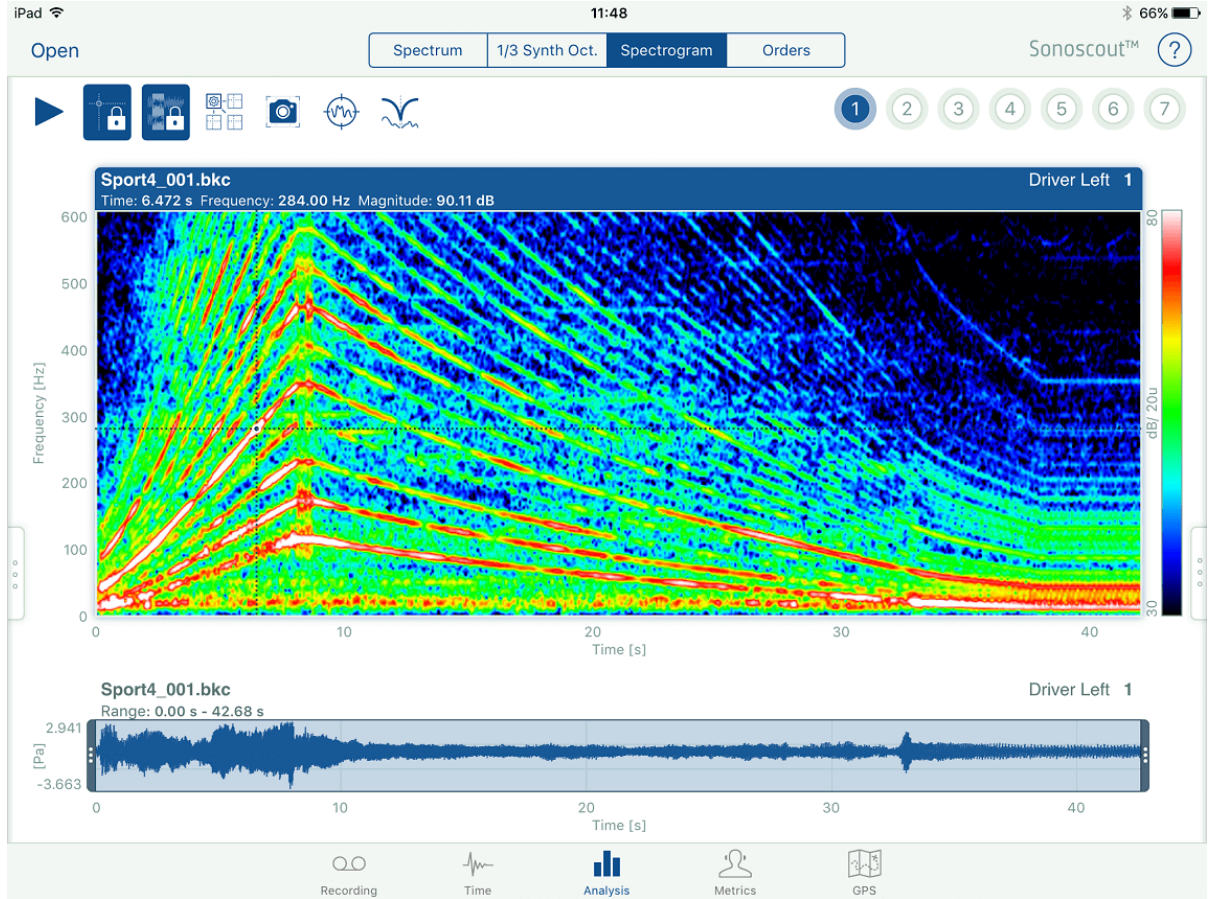 iPad 11:48 66%
Open Spectrum 1/3 Synth Oct. Spectrogram Orders Sonoscout™ ?
1 2 3 4 5 6 7
Sport4_001.bkc Driver Left 1
Time: 6.472 s Frequency: 284.00 Hz Magnitude: 90.11 dB
600
500
400
300
200
100
0
Frequency [Hz]
80
dB/ 20u
30
0 10 20 30 40
Time [s]
Sport4_001.bkc Driver Left 1
Range: 0.00 s - 42.68 s
2.941
[Pa]
-3.663
0 10 20 30 40
Time [s]
Recording Time Analysis Metrics GPS